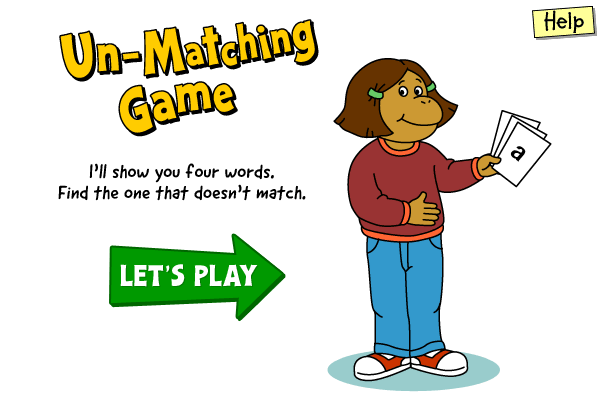 Help
Un-Matching
Game
I'll show you four words.
Find the one that doesn't match.
LET'S PLAY
a